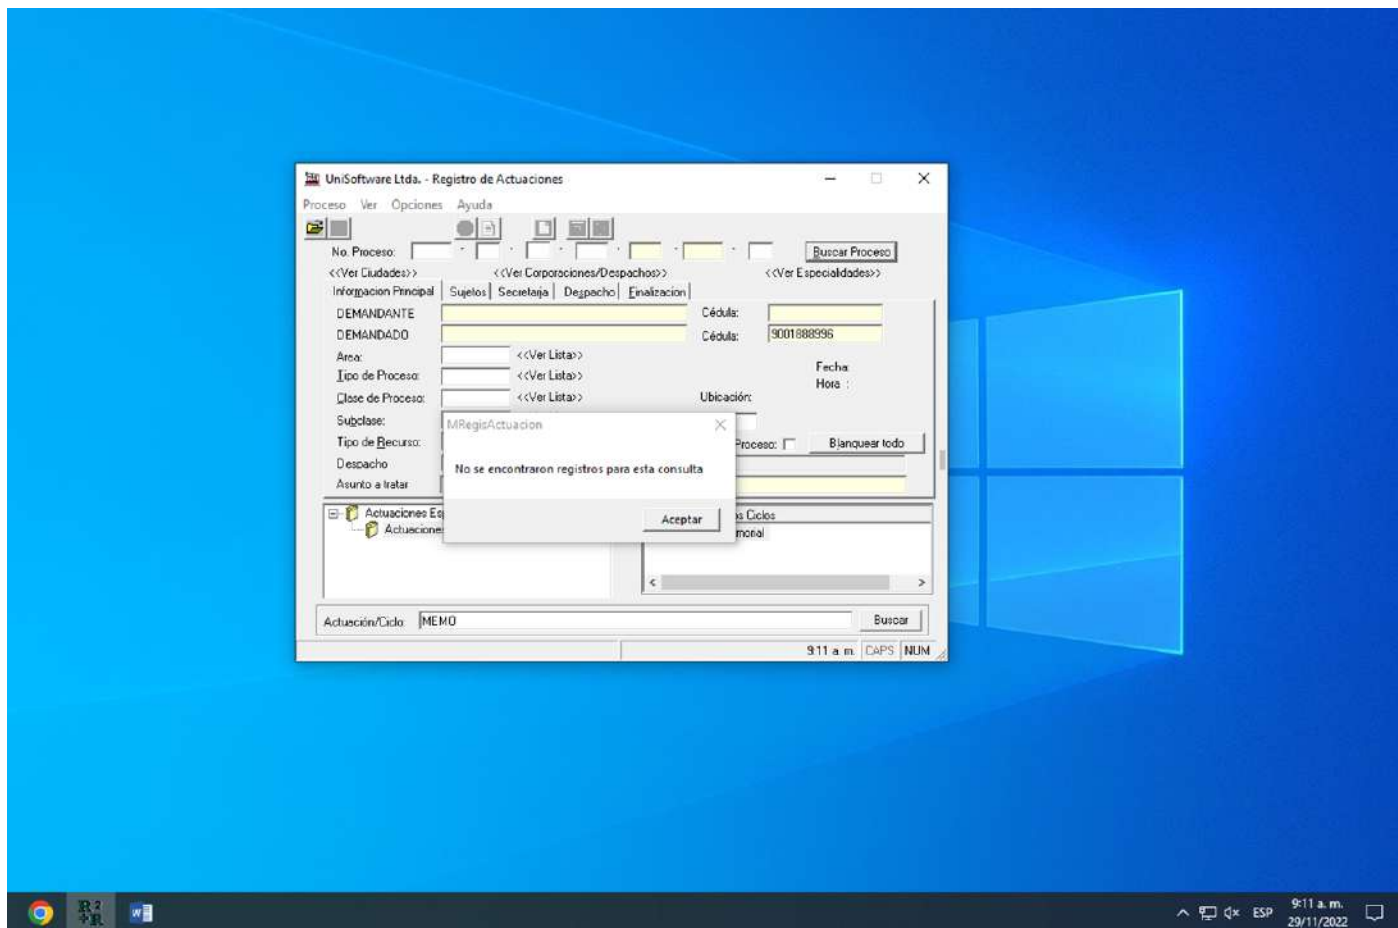 UniSoftware Ltda. - Registro de Actuaciones
Proceso Ver Opciones Ayuda
No. Proceso: - - - - - - Buscar Proceso
<<Ver Ciudades>> <<Ver Corporaciones/Despachos>> <<Ver Especialdades>>
Informacion Principal Sujetos Secretaria Despacho Finalizacion
DEMANDANTE Cédula:
DEMANDADO Cédula: 9001888996
Area: <<Ver Lista>>
Fecha:
Tipo de Proceso: <<Ver Lista>>
Hora :
Clase de Proceso: <<Ver Lista>> Ubicación:
Subclase:
MRegisActuacion
Tipo de Recurso: Proceso: Blanquear todo
Despacho
No se encontraron registros para esta consulta
Asunto a tratar
Actuaciones Ciclos
Aceptar
Actuacione morial
Actuación/Ciclo: MEMO Buscar
9:11 a. m. CAPS NUM
ESP 9:11 a. m.
29/11/2022